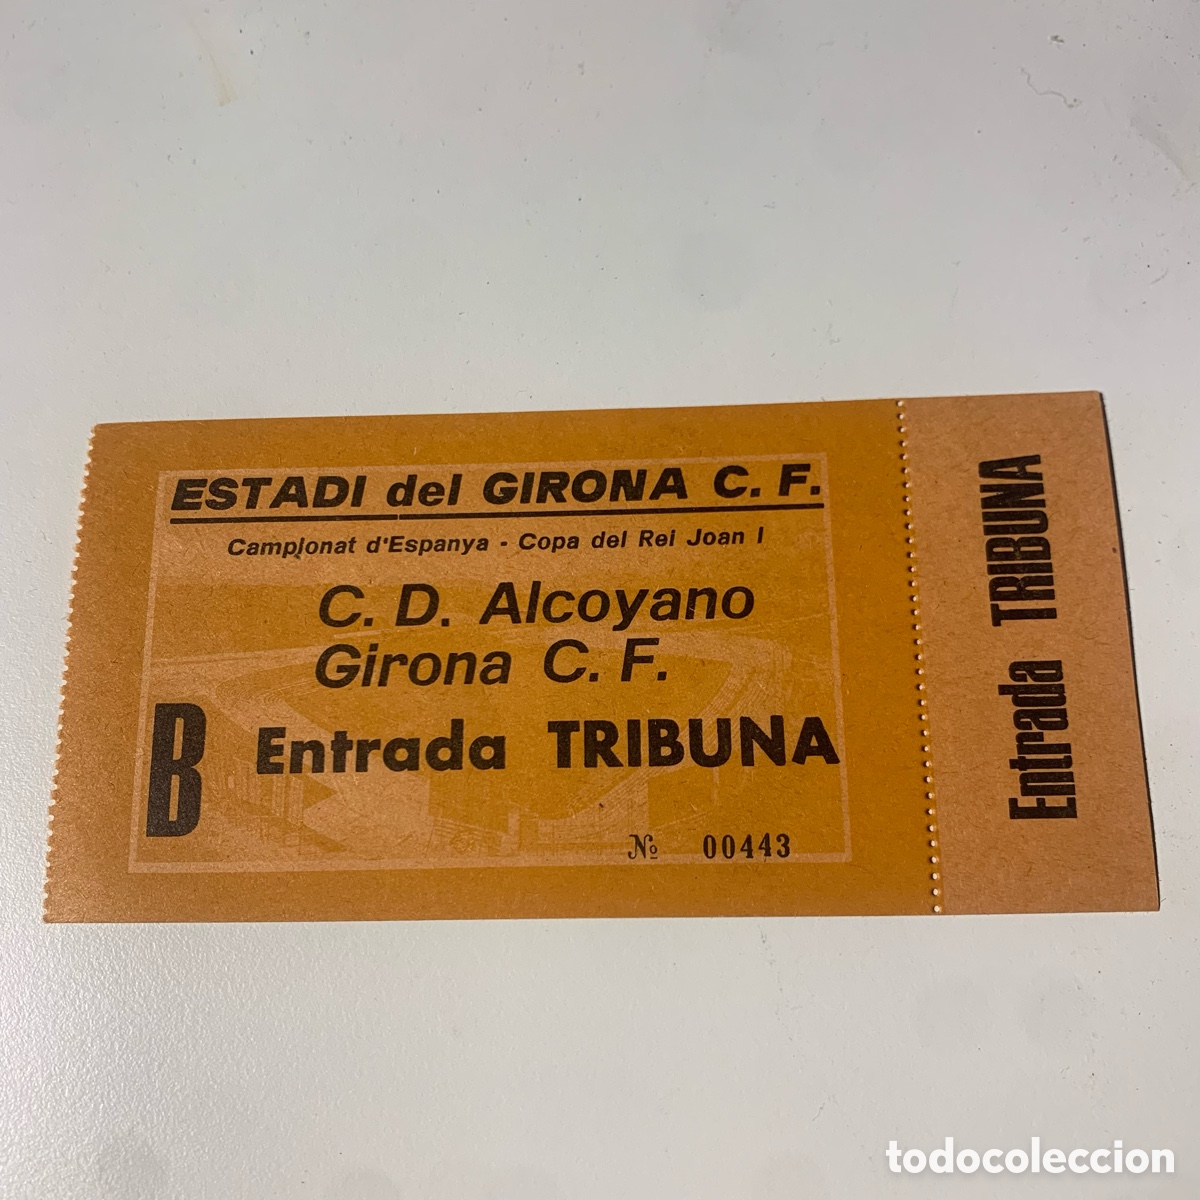 ESTADI del GIRONA C. F.
Campionat d'Espanya - Copa del Rei Joan I
C. D. Alcoyano
Girona C. F.
B Entrada TRIBUNA
№ 00443
Entrada TRIBUNA
todocoleccion